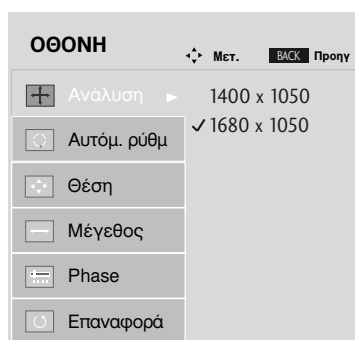 ΟΘΟΝΗ
Μετ. BACK Προηγ
Ανάλυση
1400 x 1050
1680 x 1050
Αυτόμ. ρύθμ
Θέση
Μέγεθος
Phase
Επαναφορά